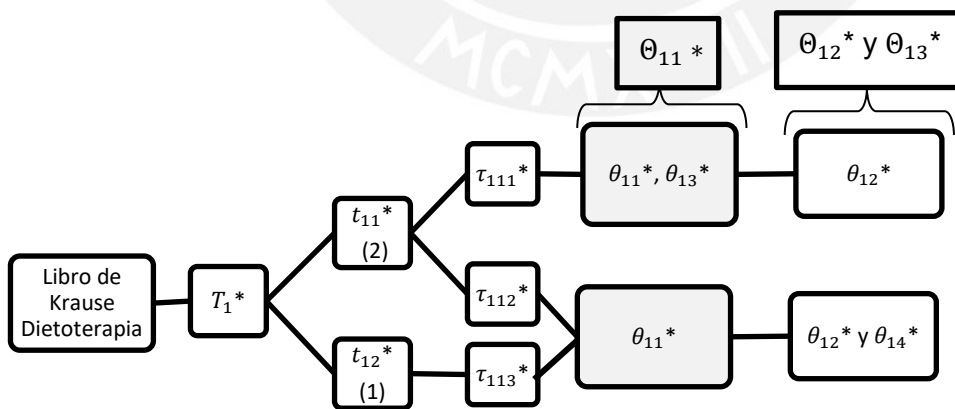 MCMXVII
Θ₁₁ *
Θ₁₂* y Θ₁₃*
τ₁₁₁*
θ₁₁*, θ₁₃*
θ₁₂*
t₁₁*
(2)
Libro de
Krause
Dietoterapia
T₁*
τ₁₁₂*
θ₁₁*
θ₁₂* y θ₁₄*
t₁₂*
(1)
τ₁₁₃*